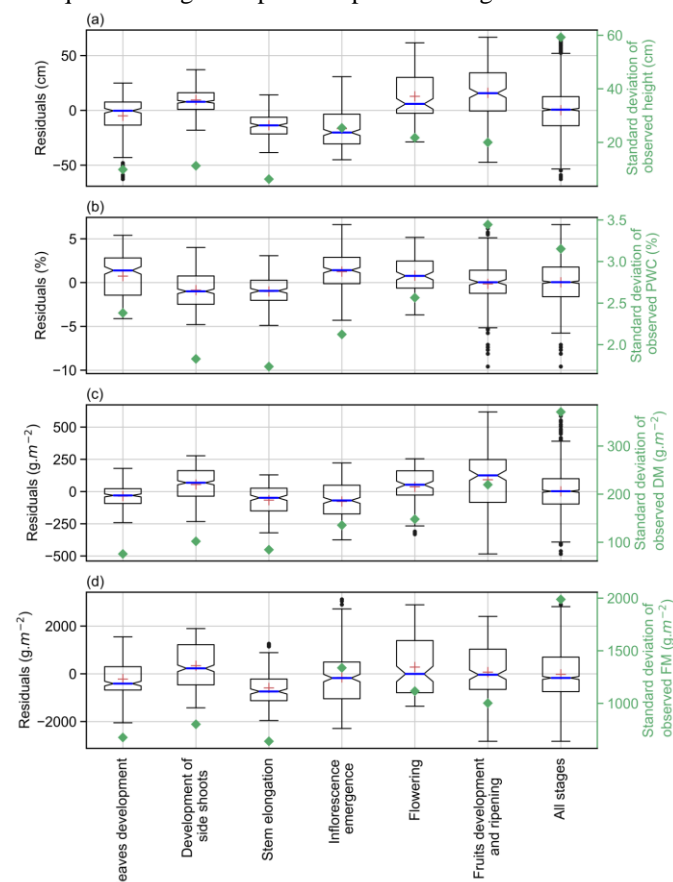 (a)
Residuals (cm)
50
0
−50
60
40
20
Standard deviation of
observed height (cm)
(b)
Residuals (%)
5
0
−5
−10
3.5
3.0
2.5
2.0
Standard deviation of
observed PWC (%)
(c)
Residuals (g.m⁻²)
500
250
0
−250
−500
300
200
100
Standard deviation of
observed DM (g.m⁻²)
(d)
Residuals (g.m⁻²)
2000
0
−2000
2000
1500
1000
Standard deviation of
observed FM (g.m⁻²)
eaves development
Development of
side shoots
Stem elongation
Inflorescence
emergence
Flowering
Fruits development
and ripening
All stages